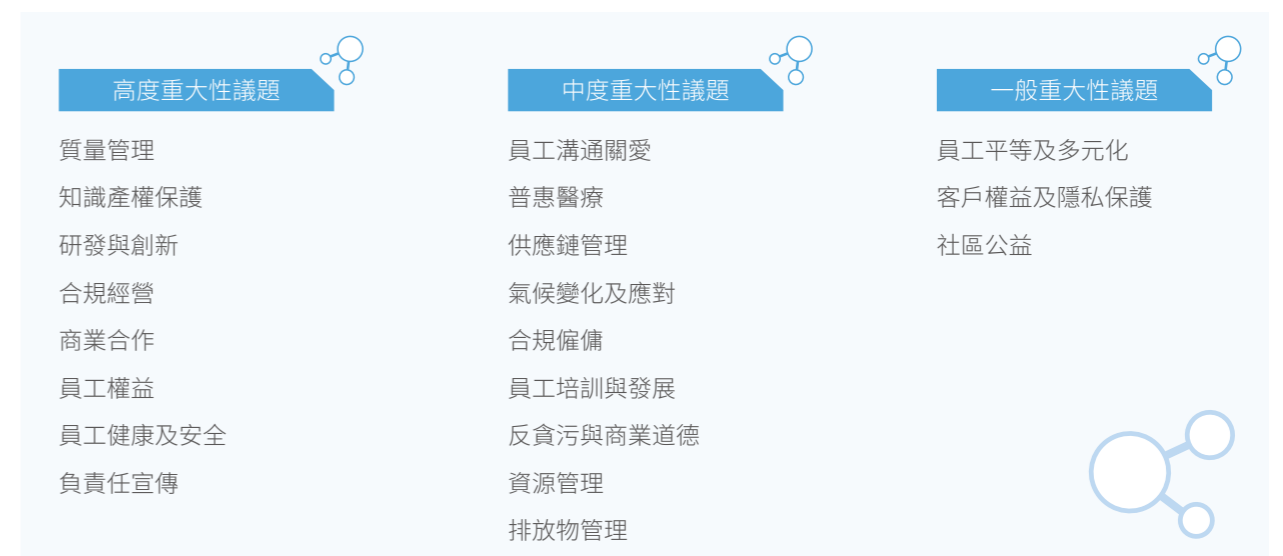 高度重大性議題
質量管理
知識產權保護
研發與創新
合規經營
商業合作
員工權益
員工健康及安全
負責任宣傳
中度重大性議題
員工溝通關愛
普惠醫療
供應鏈管理
氣候變化及應對
合規僱傭
員工培訓與發展
反貪污與商業道德
資源管理
排放物管理
一般重大性議題
員工平等及多元化
客戶權益及隱私保護
社區公益